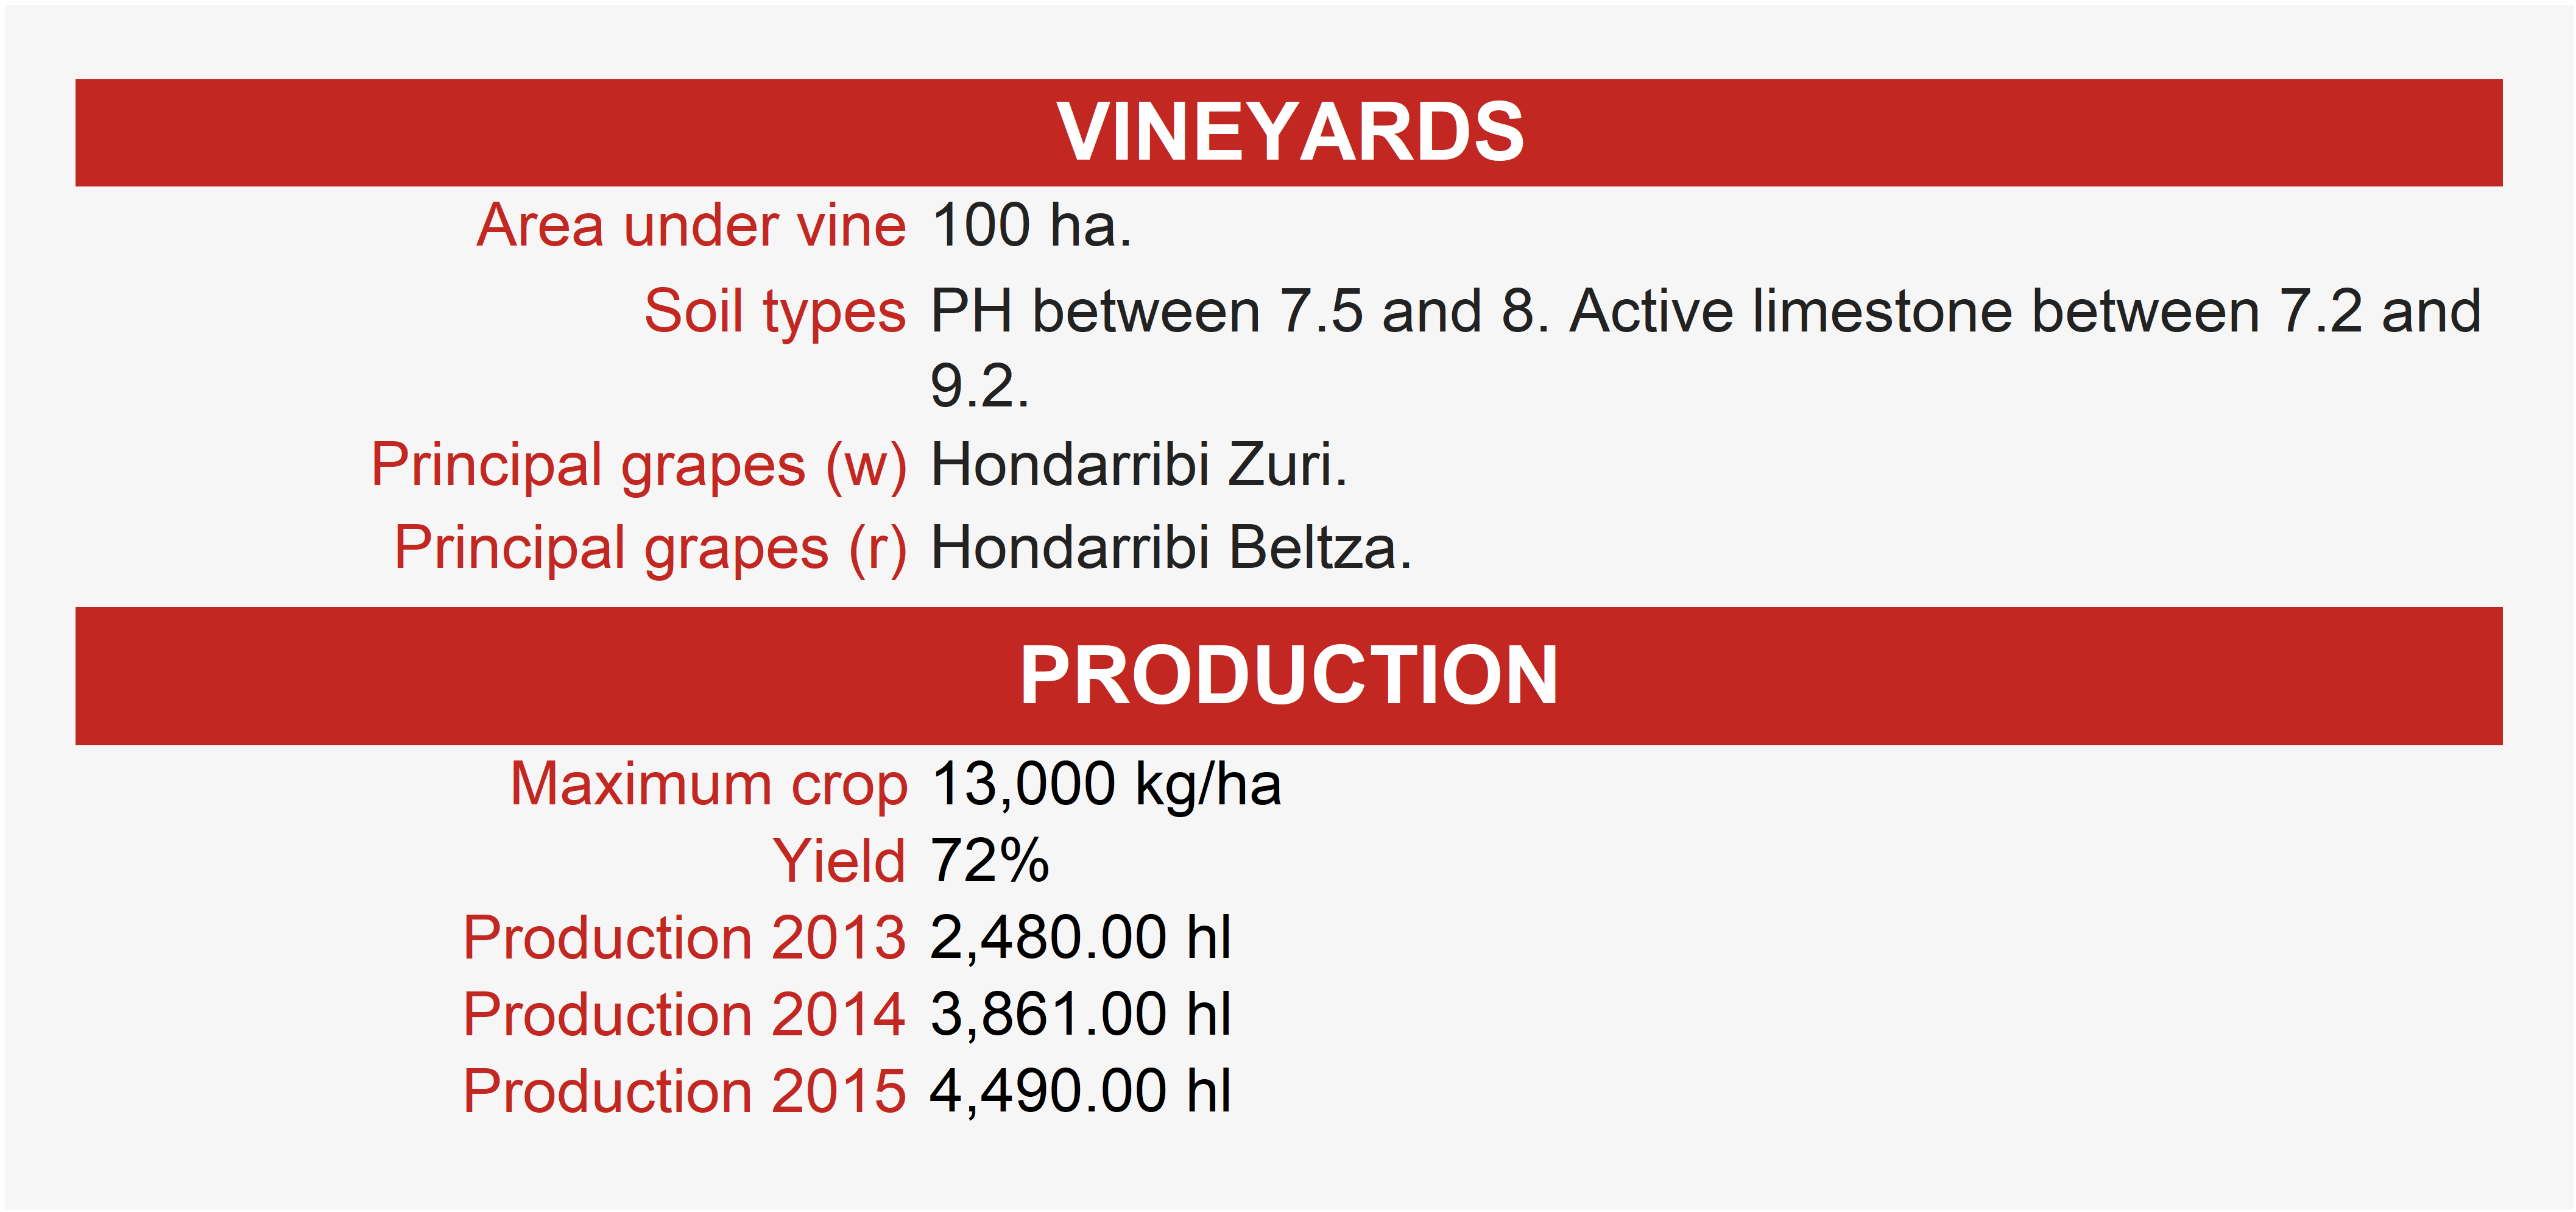 VINEYARDS
Area under vine 100 ha.
Soil types PH between 7.5 and 8. Active limestone between 7.2 and
9.2.
Principal grapes (w) Hondarribi Zuri.
Principal grapes (r) Hondarribi Beltza.
PRODUCTION
Maximum crop 13,000 kg/ha
Yield 72%
Production 2013 2,480.00 hl
Production 2014 3,861.00 hl
Production 2015 4,490.00 hl